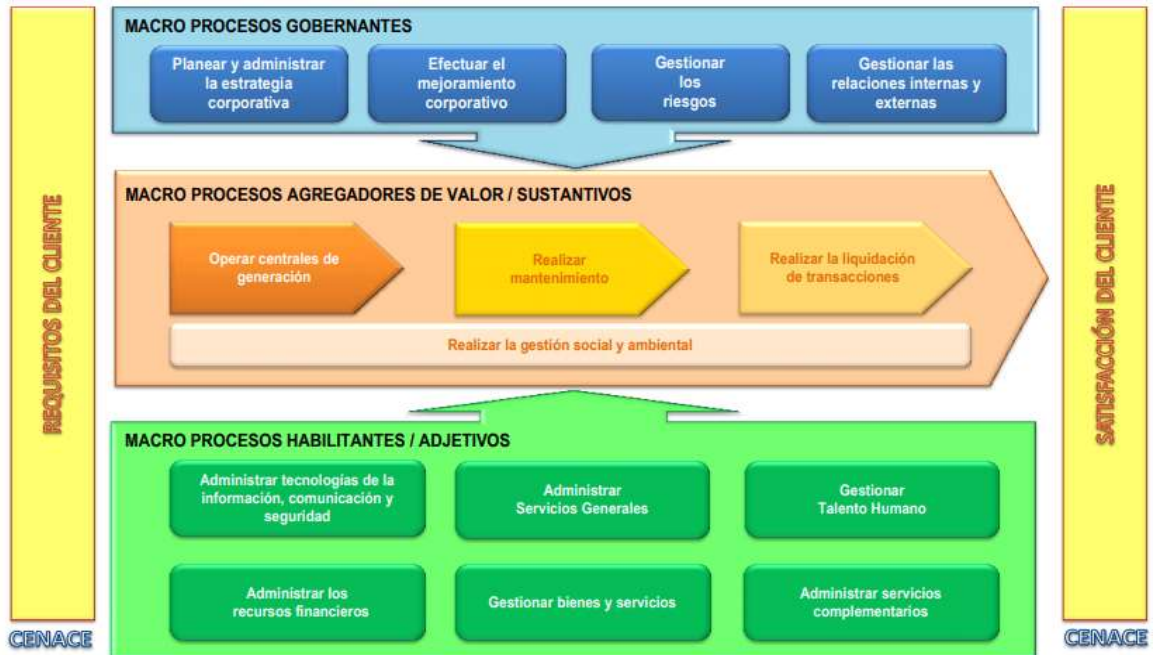 MACRO PROCESOS GOBERNANTES
Planear y administrar
la estrategia
corporativa
Efectuar el
mejoramiento
corporativo
Gestionar
los
riesgos
Gestionar las
relaciones internas y
externas
REQUISITOS DEL CLIENTE
MACRO PROCESOS AGREGADORES DE VALOR / SUSTANTIVOS
Operar centrales de
generación
Realizar
mantenimiento
Realizar la liquidación
de transacciones
Realizar la gestión social y ambiental
SATISFACCIÓN DEL CLIENTE
MACRO PROCESOS HABILITANTES / ADJETIVOS
Administrar tecnologías de la
información, comunicación y
seguridad
Administrar
Servicios Generales
Gestionar
Talento Humano
Administrar los
recursos financieros
Gestionar bienes y servicios
Administrar servicios
complementarios
CENACE
CENACE